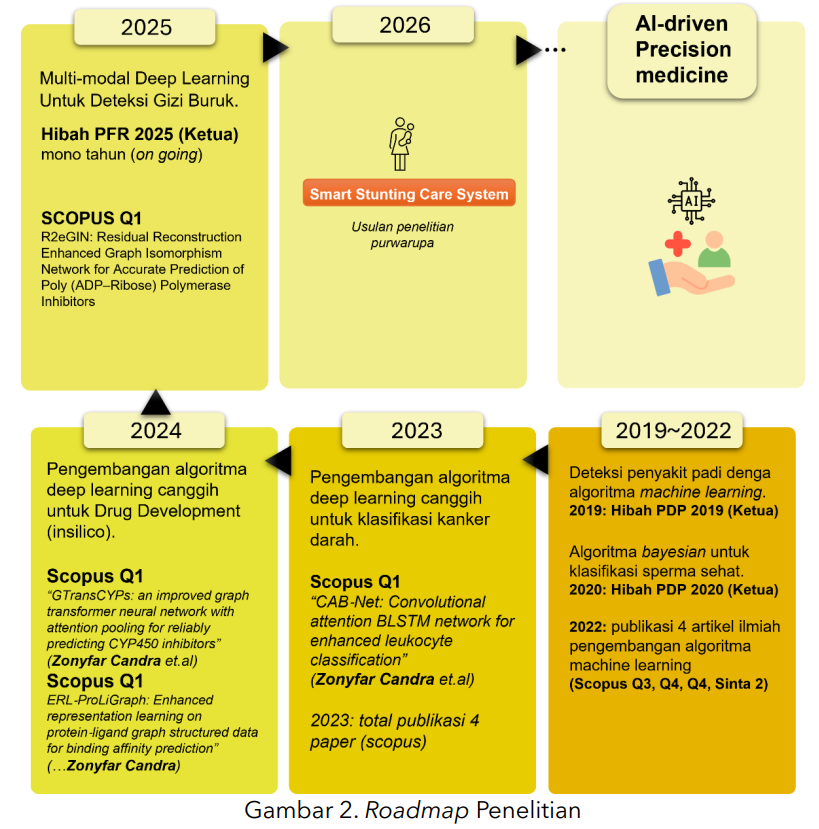 2025
Multi-modal Deep Learning
Untuk Deteksi Gizi Buruk.
Hibah PFR 2025 (Ketua)
mono tahun (on going)
SCOPUS Q1
R2eGIN: Residual Reconstruction
Enhanced Graph Isomorphism
Network for Accurate Prediction of
Poly (ADP–Ribose) Polymerase
Inhibitors
2026
Smart Stunting Care System
Usulan penelitian
purwarupa
...
AI-driven
Precision
medicine
AI
2024
Pengembangan algoritma
deep learning canggih
untuk Drug Development
(insilico).
Scopus Q1
“GTransCYPs: an improved graph
transformer neural network with
attention pooling for reliably
predicting CYP450 inhibitors”
(Zonyfar Candra et.al)
Scopus Q1
ERL-ProLiGraph: Enhanced
representation learning on
protein-ligand graph structured data
for binding affinity prediction”
(…Zonyfar Candra)
2023
Pengembangan algoritma
deep learning canggih
untuk klasifikasi kanker
darah.
Scopus Q1
“CAB-Net: Convolutional
attention BLSTM network for
enhanced leukocyte
classification”
(Zonyfar Candra et.al)
2023: total publikasi 4
paper (scopus)
2019~2022
Deteksi penyakit padi denga
algoritma machine learning.
2019: Hibah PDP 2019 (Ketua)
Algoritma bayesian untuk
klasifikasi sperma sehat.
2020: Hibah PDP 2020 (Ketua)
2022: publikasi 4 artikel ilmiah
pengembangan algoritma
machine learning
(Scopus Q3, Q4, Q4, Sinta 2)
Gambar 2. Roadmap Penelitian